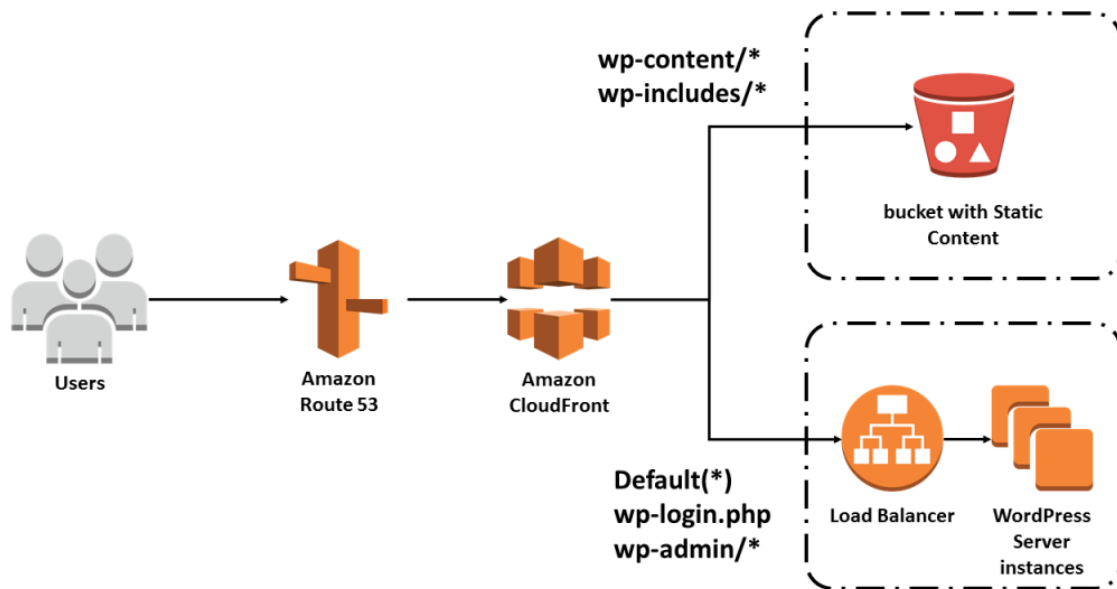 wp-content/*
wp-includes/*
bucket with Static
Content
Users
Amazon
Route 53
Amazon
CloudFront
Default(*)
wp-login.php
wp-admin/*
Load Balancer
WordPress
Server
instances